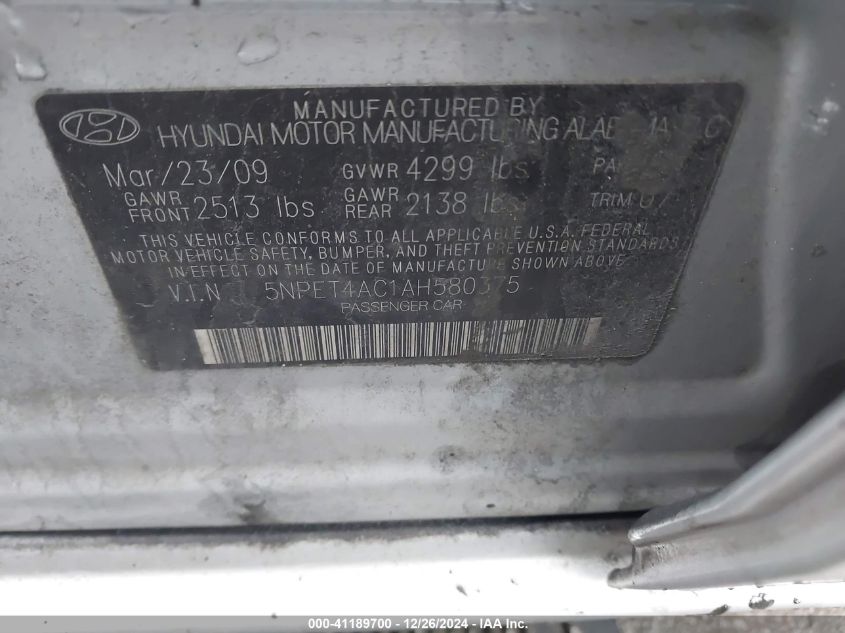 MANUFACTURED BY
HYUNDAI MOTOR MANUFACTURING
Mar/23/09 GVWR 4299 lbs
GAWR FRONT 2513 lbs GAWR REAR 2138 lbs TRIM
THIS VEHICLE CONFORMS TO ALL APPLICABLE U.S.A. FEDERAL
MOTOR VEHICLE SAFETY, BUMPER, AND THEFT PREVENTION STANDARDS
IN EFFECT ON THE DATE OF MANUFACTURE SHOWN ABOVE
V.I.N 5NPET4AC1AH580375
PASSENGER CAR
000-41189700 - 12/26/2024 - IAA Inc.